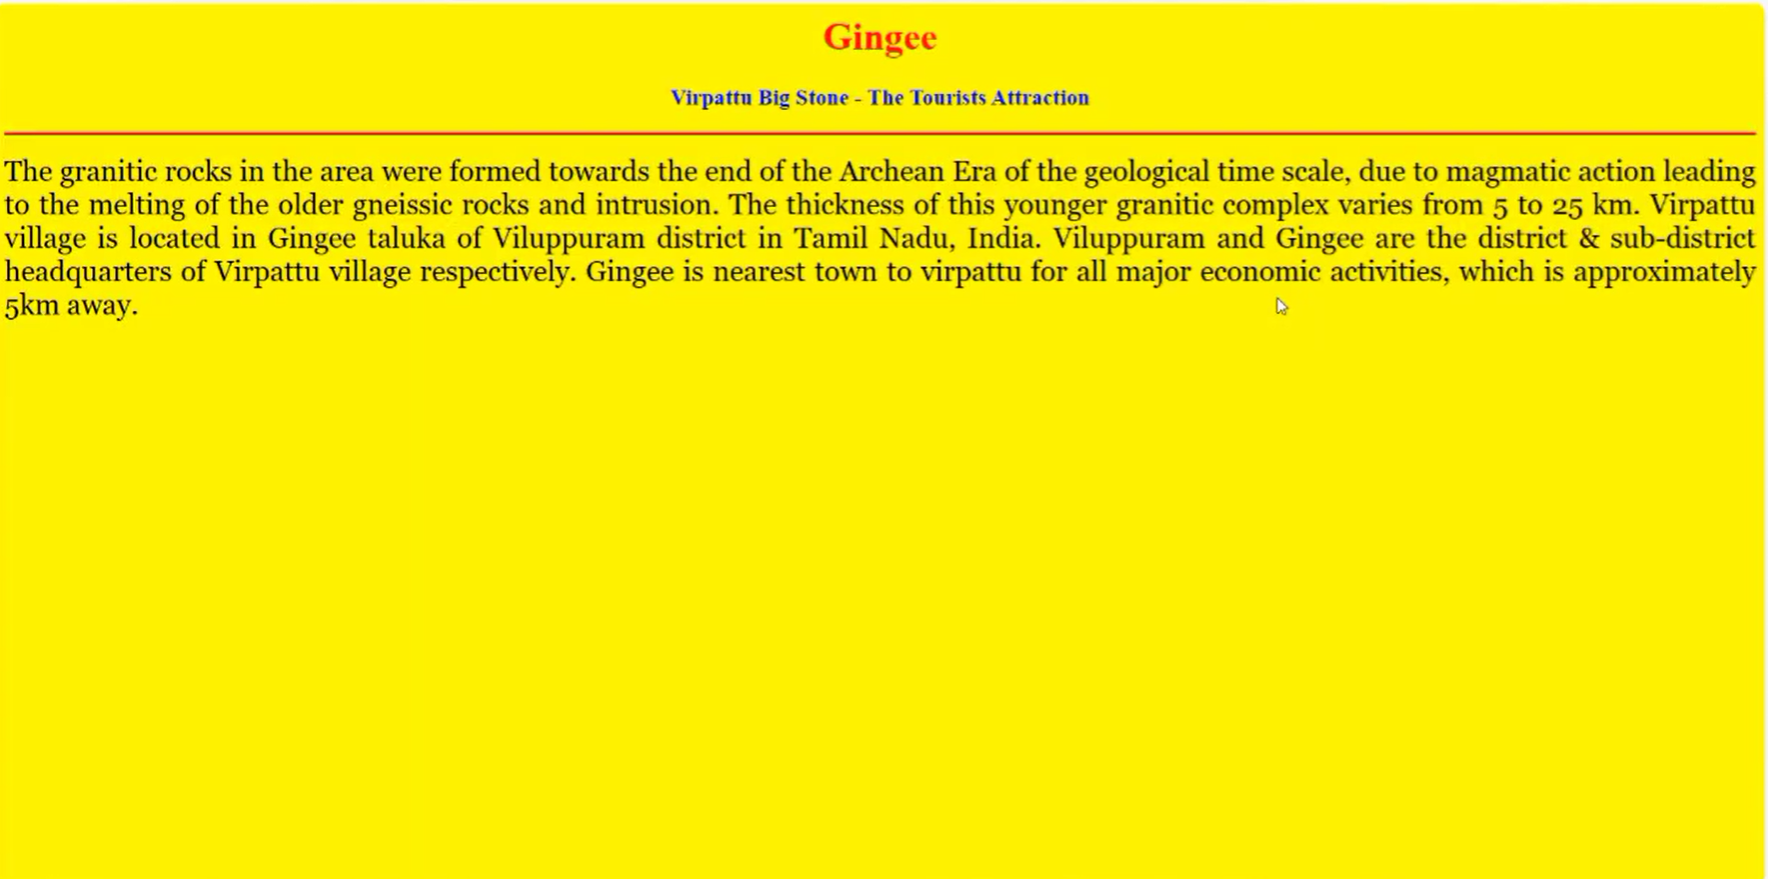 Gingee
Virpattu Big Stone - The Tourists Attraction
The granitic rocks in the area were formed towards the end of the Archean Era of the geological time scale, due to magmatic action leading
to the melting of the older gneissic rocks and intrusion. The thickness of this younger granitic complex varies from 5 to 25 km. Virpattu
village is located in Gingee taluka of Viluppuram district in Tamil Nadu, India. Viluppuram and Gingee are the district & sub-district
headquarters of Virpattu village respectively. Gingee is nearest town to virpattu for all major economic activities, which is approximately
5km away.